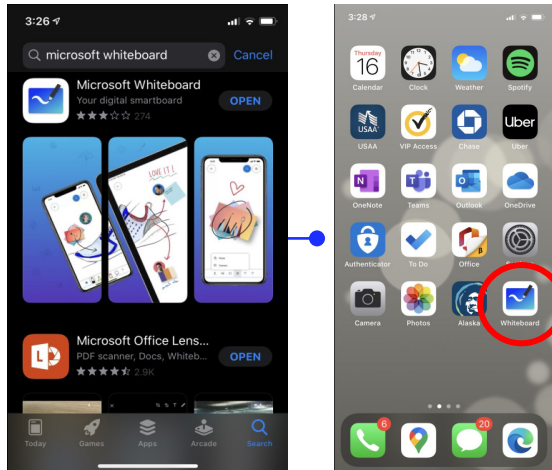 3:26
microsoft whiteboard
Cancel
Microsoft Whiteboard
Your digital smartboard
OPEN
274
LOVE IT!
Microsoft Office Lens...
PDF scanner, Docs, Whiteb...
OPEN
2.9K
Today
Games
Apps
Arcade
Search
3:28
Thursday
16
Calendar
Clock
Weather
Spotify
USAA
USAA
VIP Access
Chase
Uber
Uber
N
OneNote
Teams
Outlook
OneDrive
Authenticator
To Do
Office
Camera
Photos
Alaska
Whiteboard
6
20